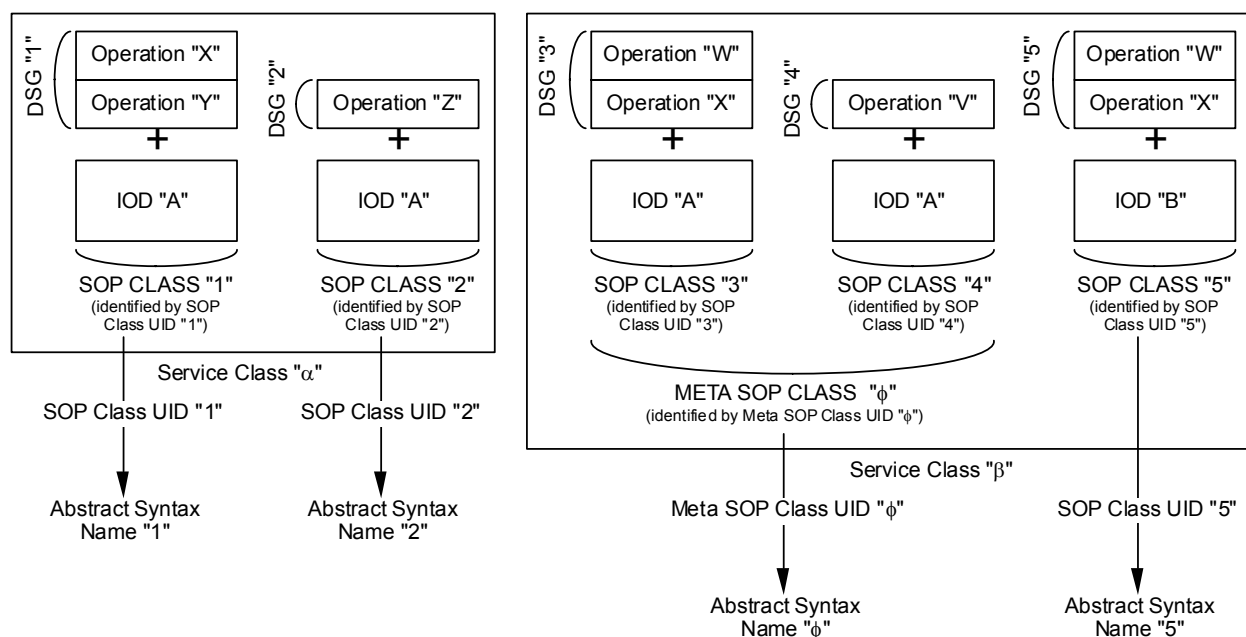 DSG "1"
Operation "X"
Operation "Y"
+
IOD "A"
SOP CLASS "1"
(identified by SOP
Class UID "1")
DSG "2"
Operation "Z"
+
IOD "A"
SOP CLASS "2"
(identified by SOP
Class UID "2")
Service Class "α"
SOP Class UID "1"
SOP Class UID "2"
Abstract Syntax
Name "1"
Abstract Syntax
Name "2"
DSG "3"
Operation "W"
Operation "X"
+
IOD "A"
SOP CLASS "3"
(identified by SOP
Class UID "3")
DSG "4"
Operation "V"
+
IOD "A"
SOP CLASS "4"
(identified by SOP
Class UID "4")
DSG "5"
Operation "W"
Operation "X"
+
IOD "B"
SOP CLASS "5"
(identified by SOP
Class UID "5")
META SOP CLASS "ϕ"
(identified by Meta SOP Class UID "ϕ")
Service Class "β"
Meta SOP Class UID "ϕ"
SOP Class UID "5"
Abstract Syntax
Name "ϕ"
Abstract Syntax
Name "5"